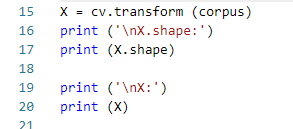 15 X = cv.transform (corpus)
16 print ('\nX.shape:')
17 print (X.shape)
18
19 print ('\nX:')
20 print (X)
21